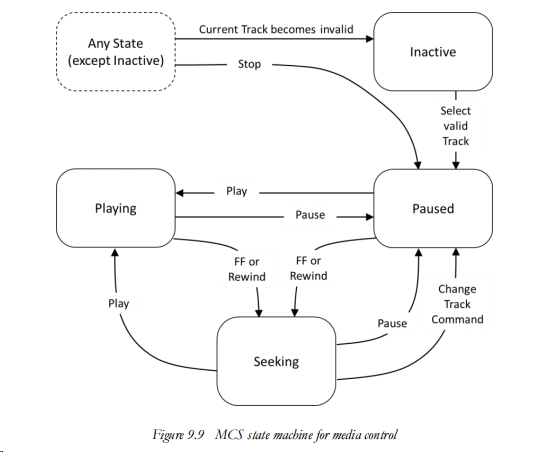 Current Track becomes invalid
Any State
(except Inactive)
Inactive
Stop
Select
valid
Track
Play
Playing
Paused
Pause
FF or
Rewind
FF or
Rewind
Change
Track
Command
Play
Pause
Seeking
Figure 9.9 MCS state machine for media control